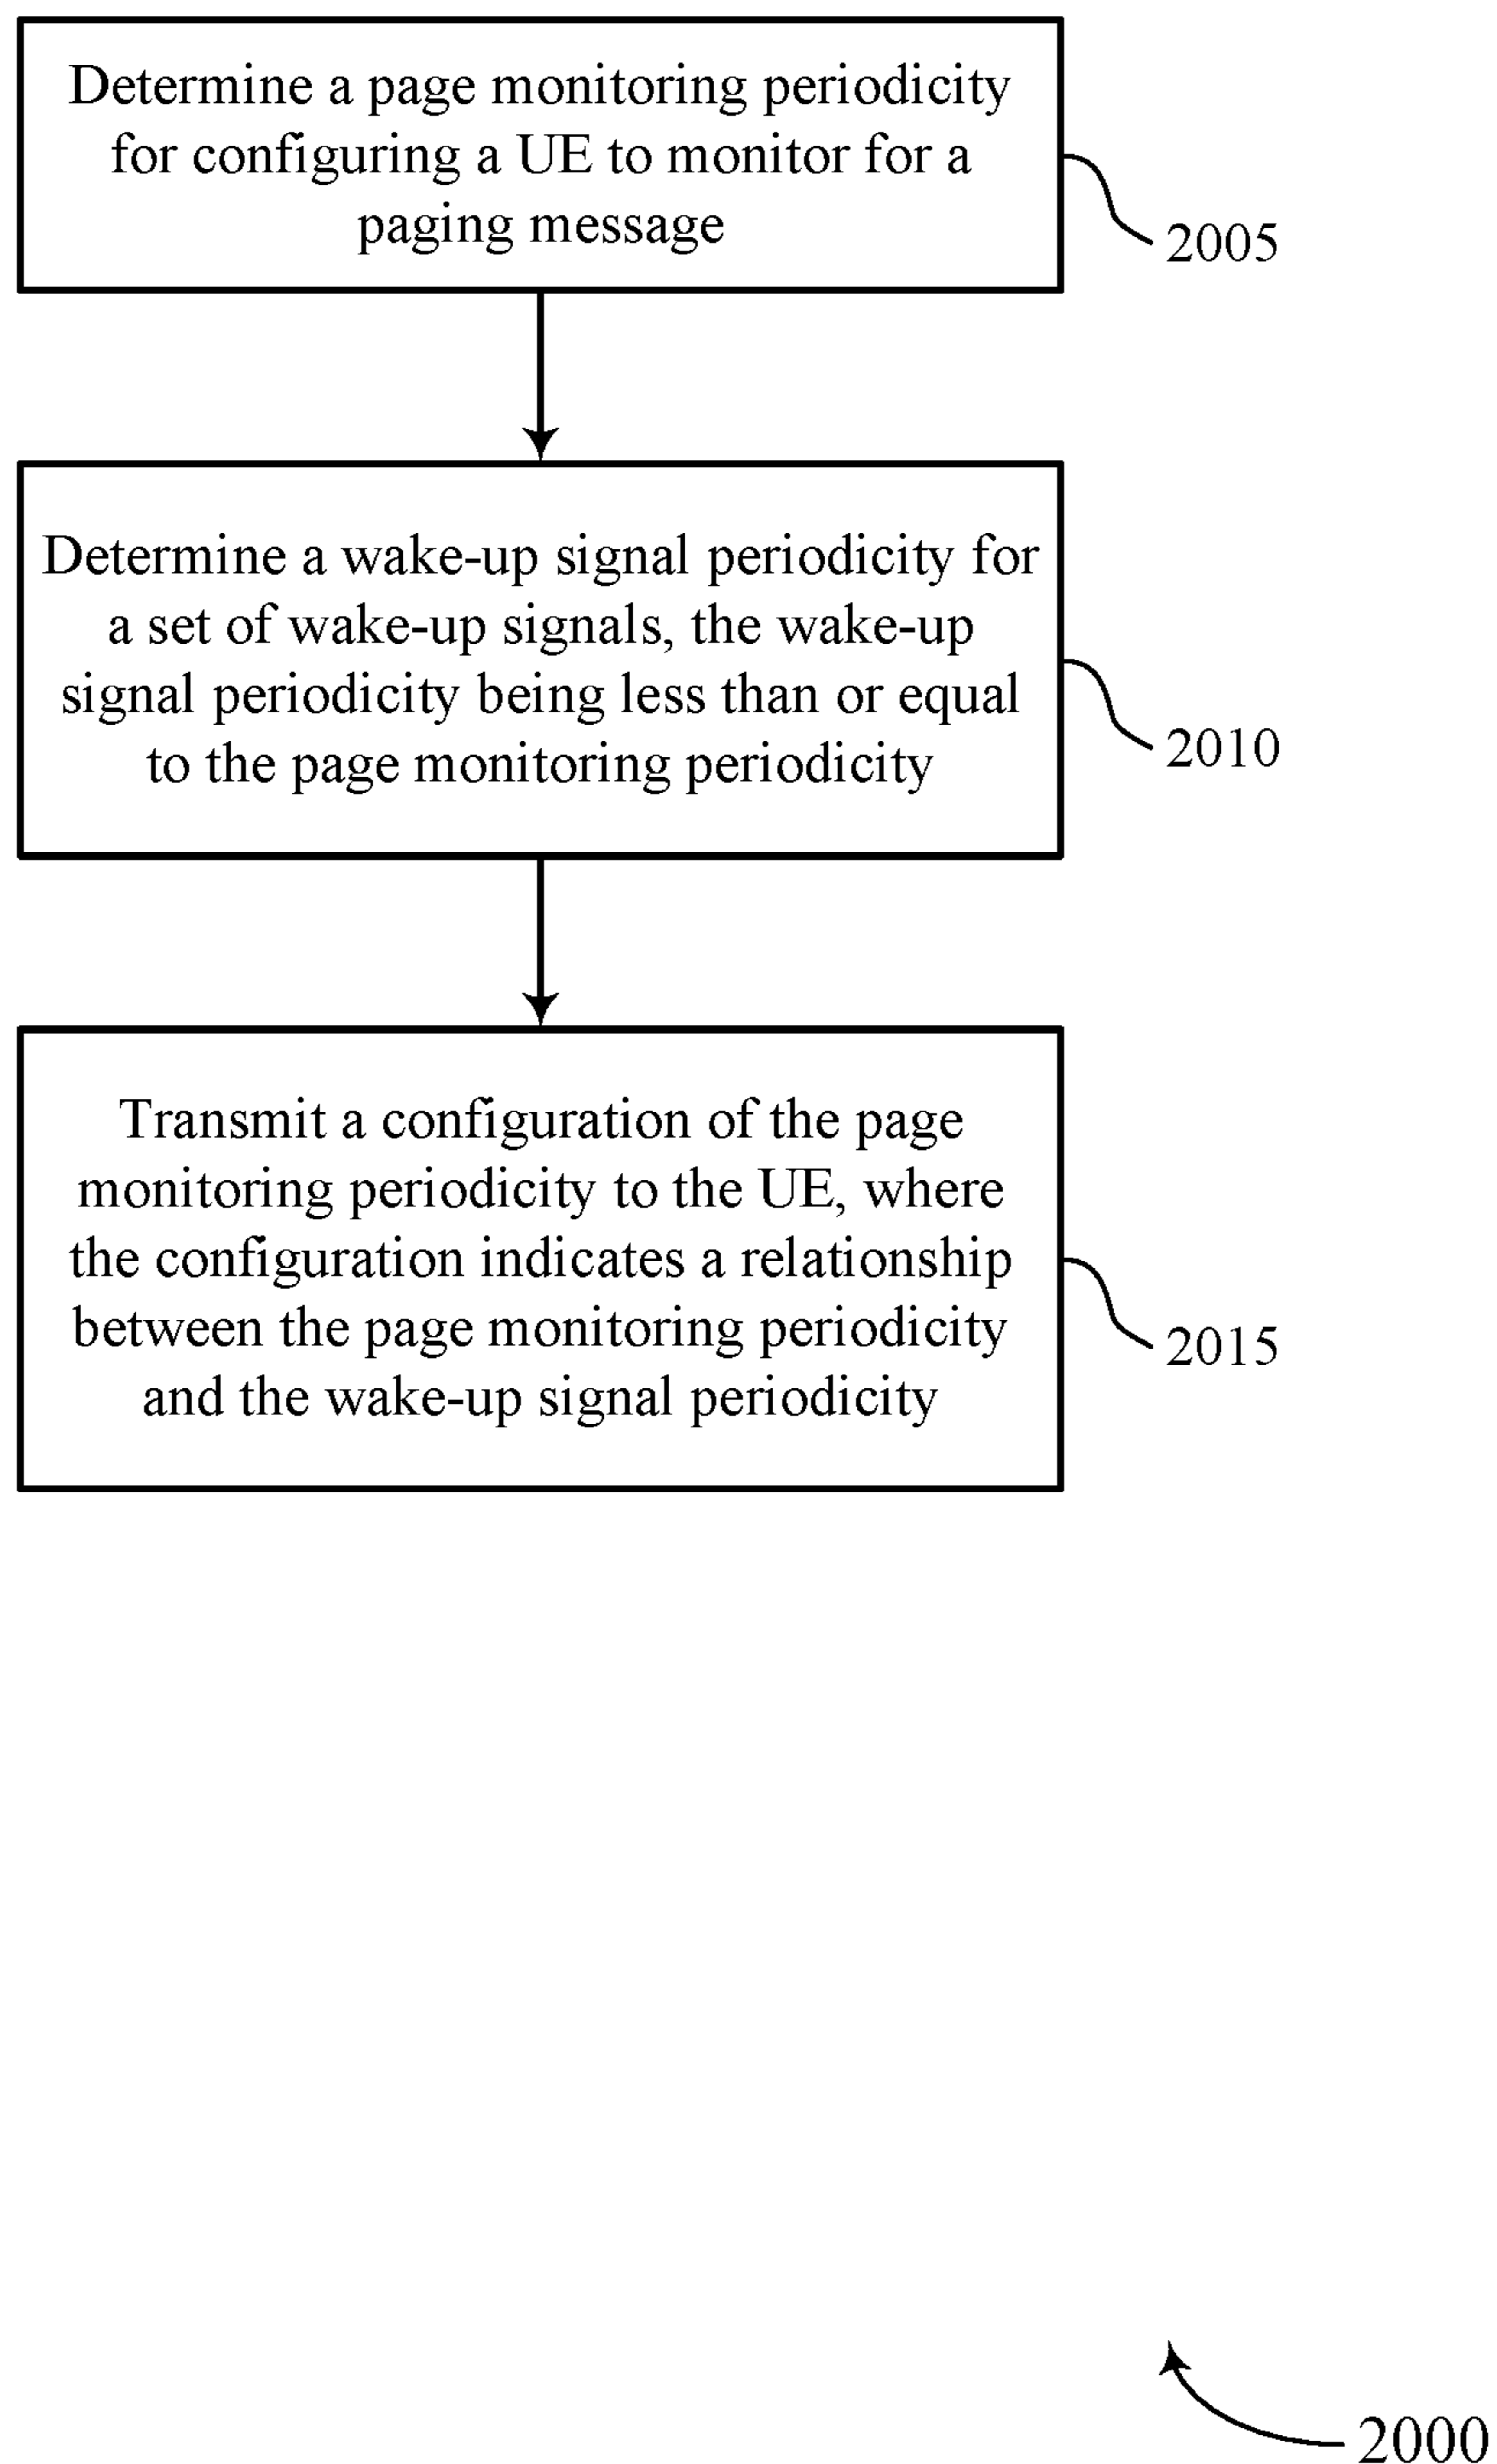 Determine a page monitoring periodicity
for configuring a UE to monitor for a
paging message
2005
Determine a wake-up signal periodicity for
a set of wake-up signals, the wake-up
signal periodicity being less than or equal
to the page monitoring periodicity
2010
Transmit a configuration of the page
monitoring periodicity to the UE, where
the configuration indicates a relationship
between the page monitoring periodicity
and the wake-up signal periodicity
2015
2000